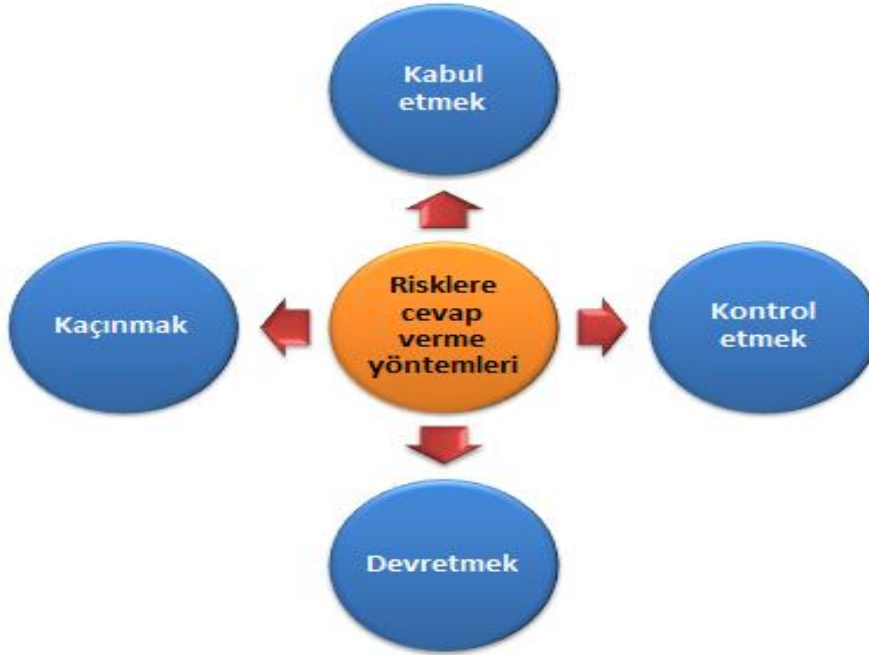 Kabul
etmek
Kaçınmak
Risklere
cevap
verme
yöntemleri
Kontrol
etmek
Devretmek